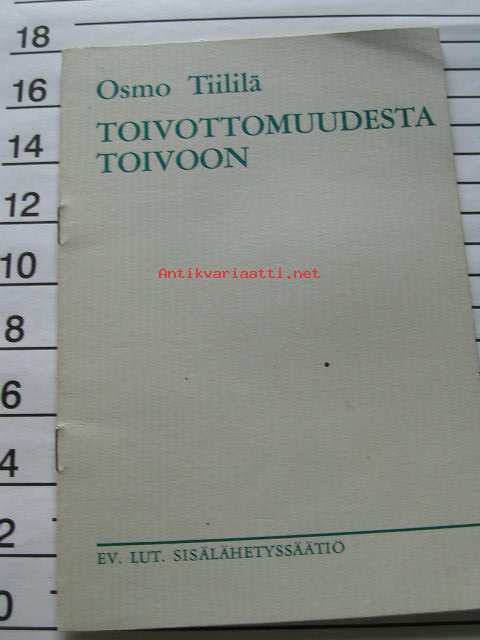 18
16
Osmo Tiililä
TOIVOTTOMUUDESTA
14
TOIVOON
12
10
Antikvariaatti.net
8
6
4
2
EV. LUT. SISÄLÄHETYSSÄÄTIÖ
0